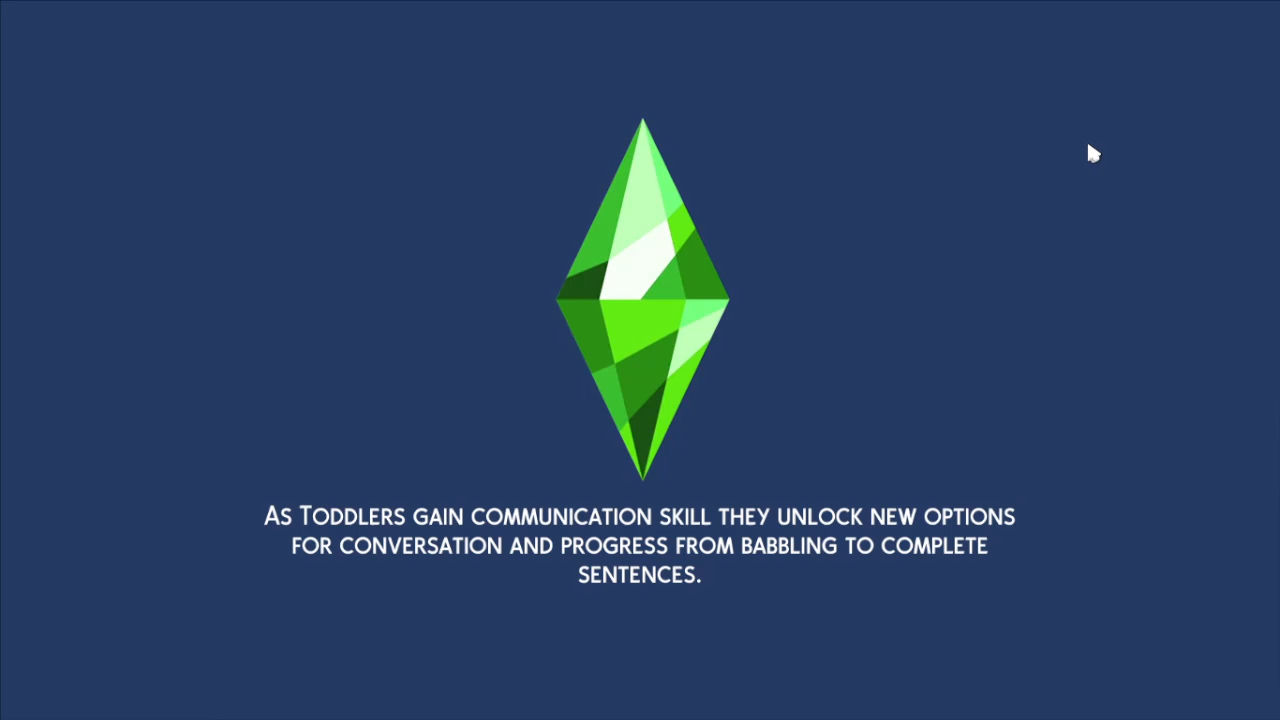 As Toddlers gain communication skill they unlock new options
for conversation and progress from babbling to complete
sentences.